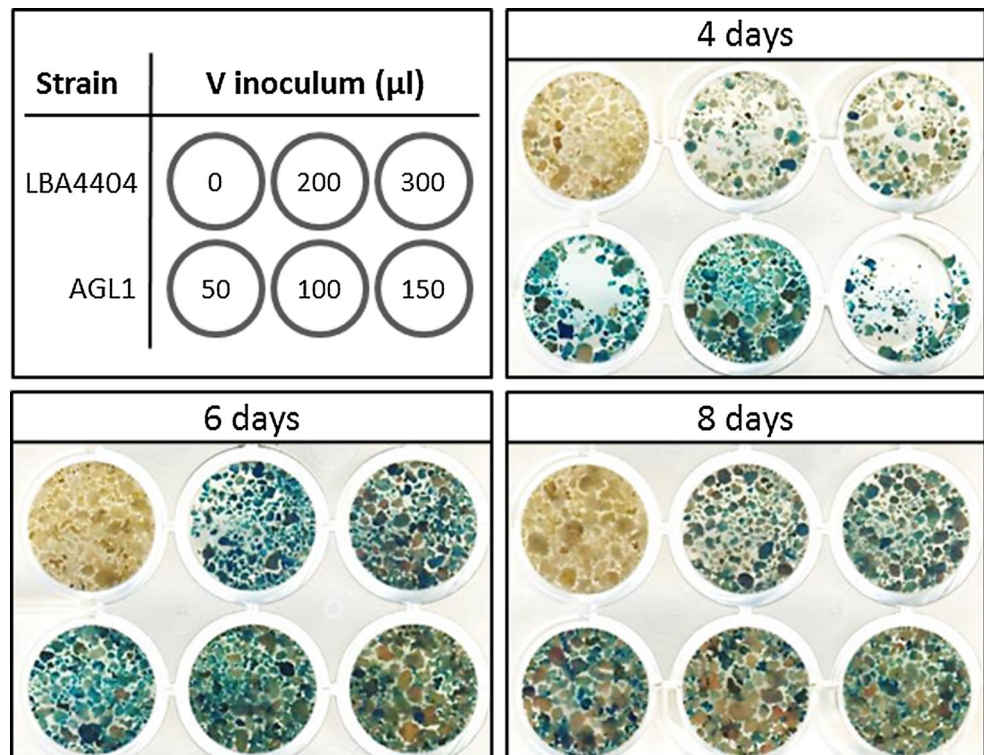 Strain V inoculum (µl)
LBA4404 0 200 300
AGL1 50 100 150
4 days
6 days
8 days